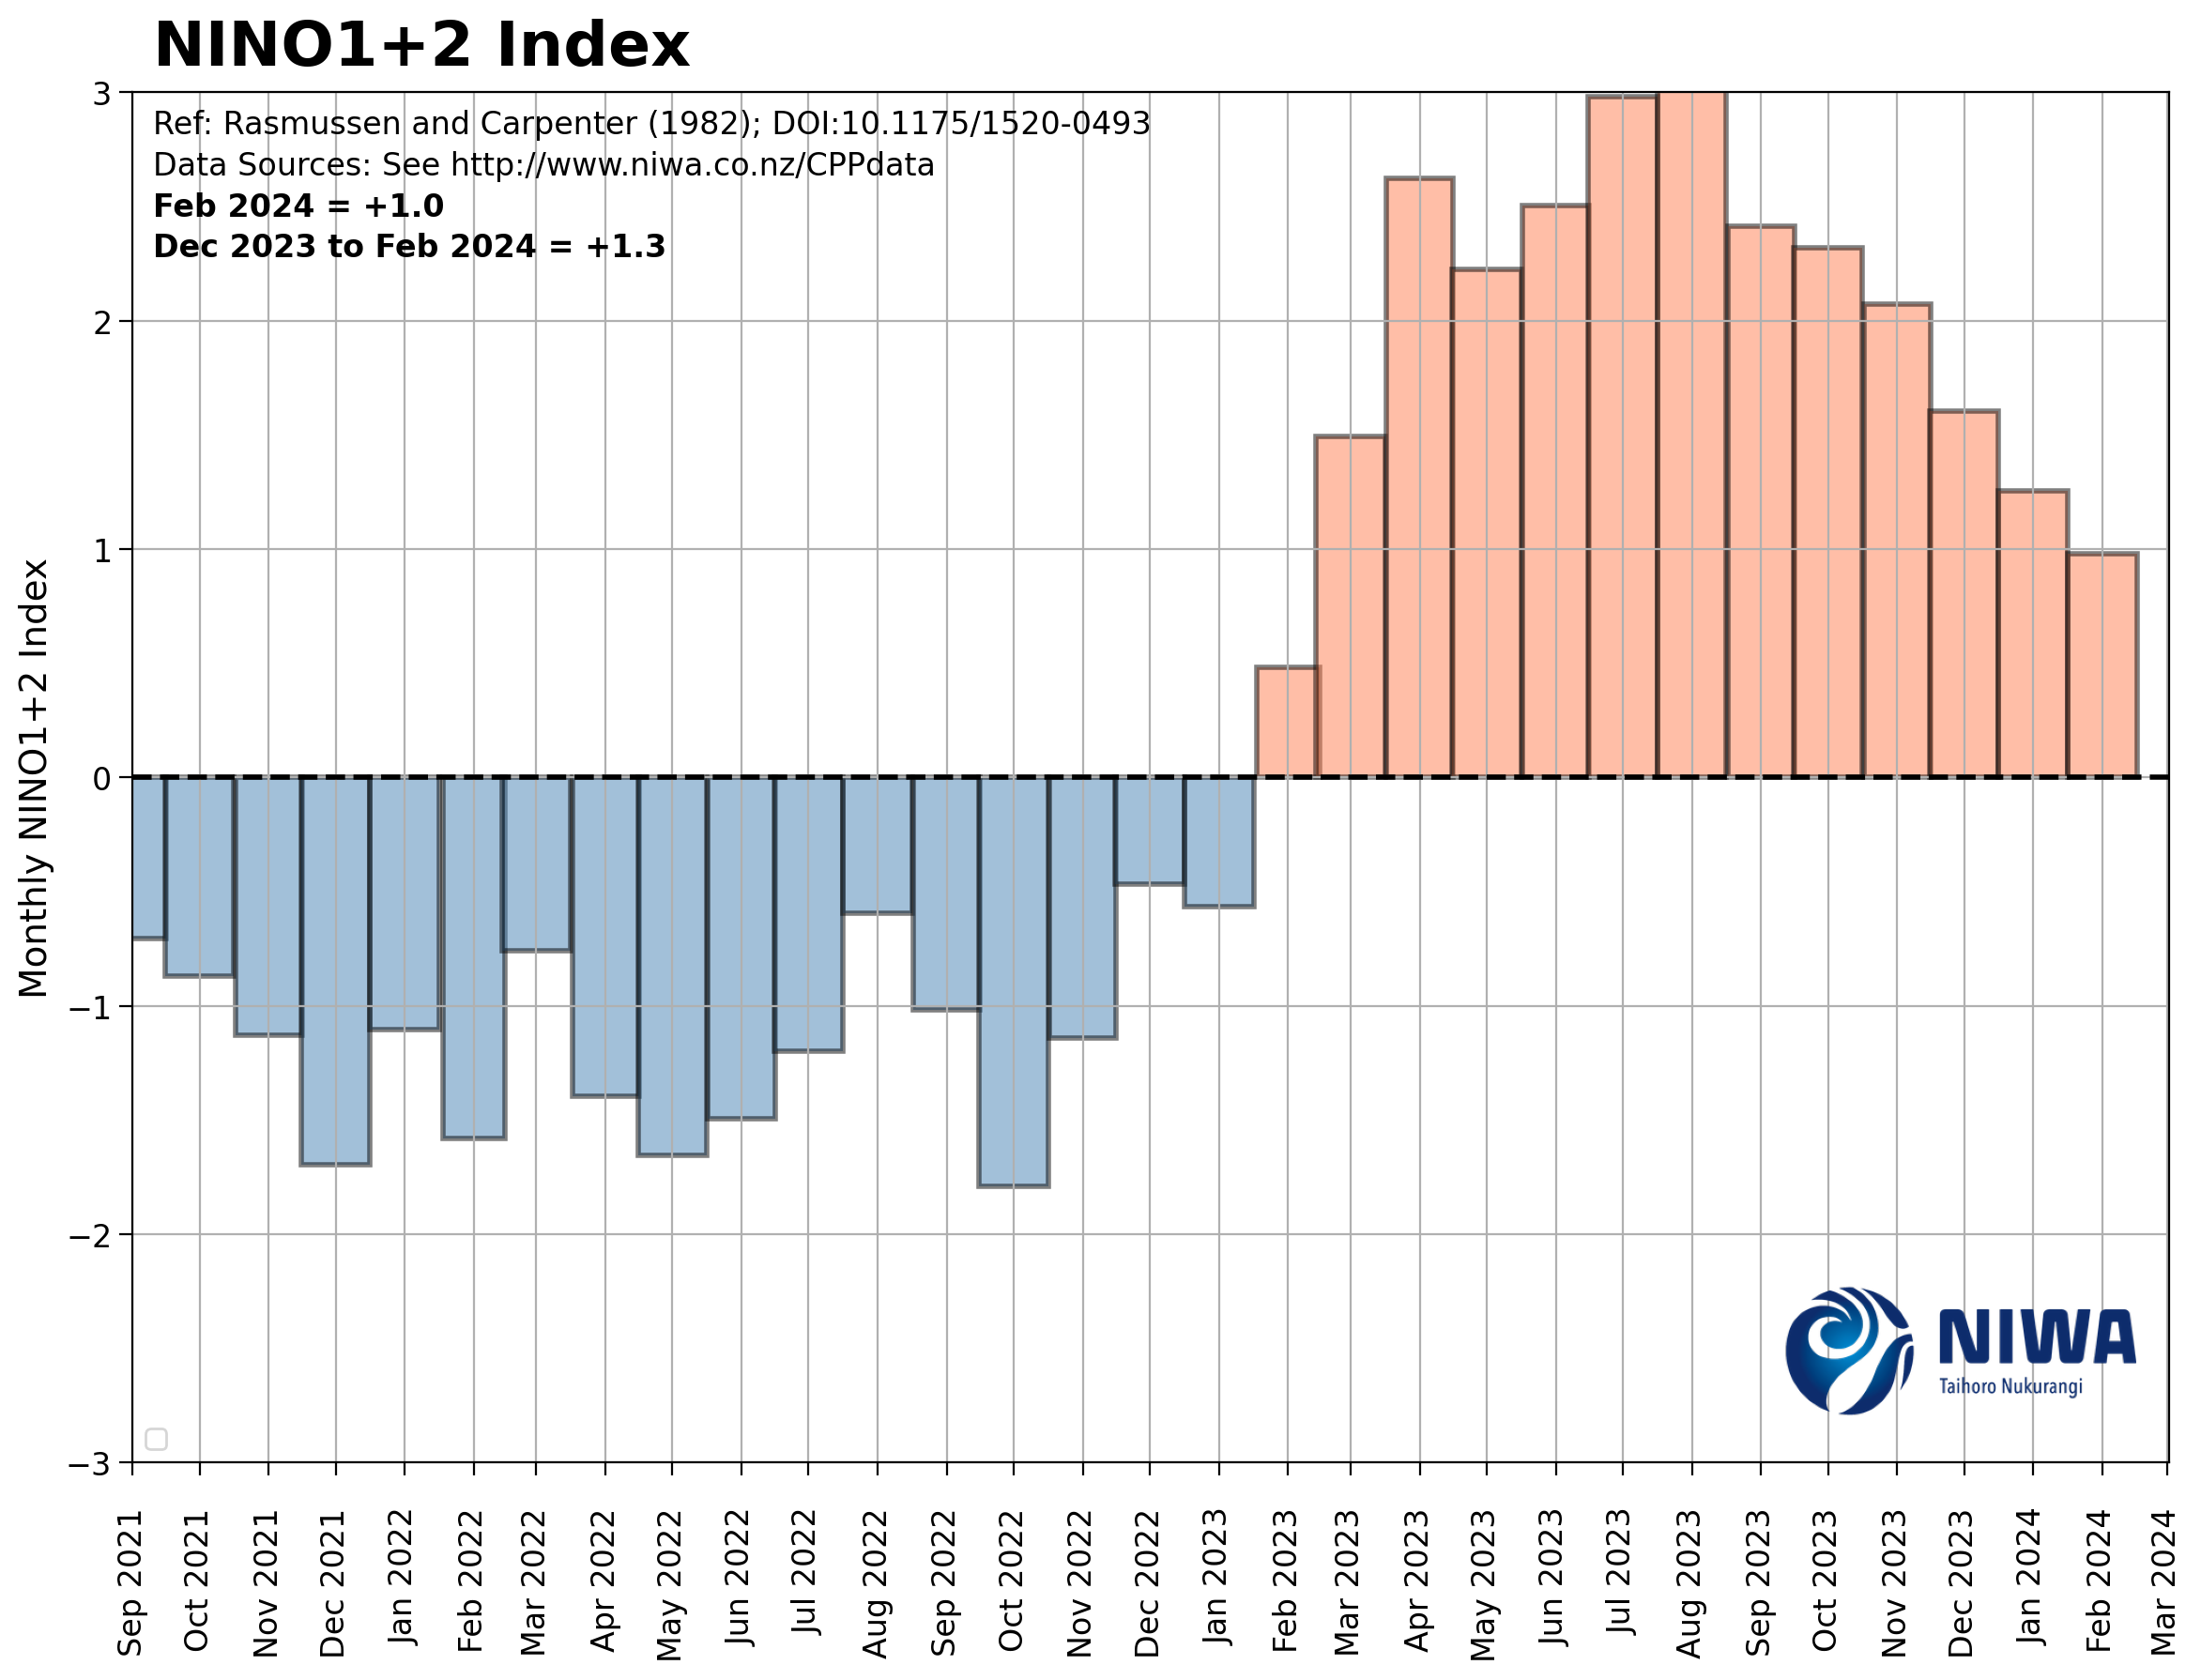 NINO1+2 Index
Ref: Rasmussen and Carpenter (1982); DOI:10.1175/1520-0493
Data Sources: See http://www.niwa.co.nz/CPPdata
Feb 2024 = +1.0
Dec 2023 to Feb 2024 = +1.3
Monthly NINO1+2 Index
3
2
1
0
−1
−2
−3
NIWA
Taihoro Nukurangi
Sep 2021
Oct 2021
Nov 2021
Dec 2021
Jan 2022
Feb 2022
Mar 2022
Apr 2022
May 2022
Jun 2022
Jul 2022
Aug 2022
Sep 2022
Oct 2022
Nov 2022
Dec 2022
Jan 2023
Feb 2023
Mar 2023
Apr 2023
May 2023
Jun 2023
Jul 2023
Aug 2023
Sep 2023
Oct 2023
Nov 2023
Dec 2023
Jan 2024
Feb 2024
Mar 2024